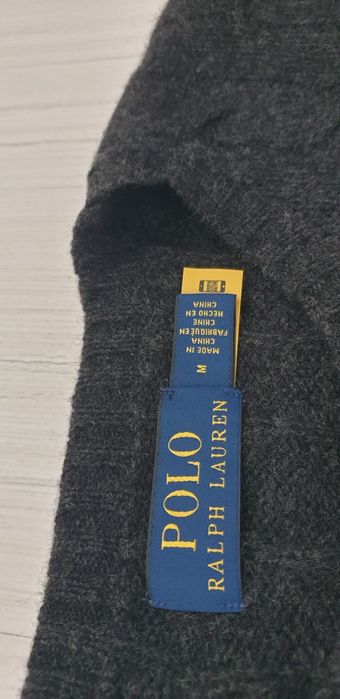 POLO
RALPH LAUREN
M
MADE IN
CHINA
FABRIQUÉ EN
CHINE
HECHO EN
CHINA